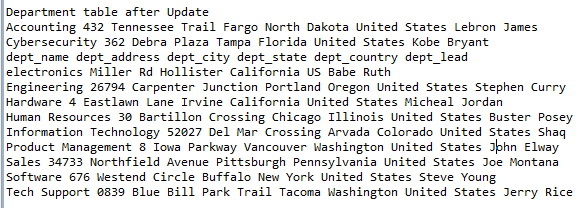 Department table after Update
Accounting 432 Tennessee Trail Fargo North Dakota United States Lebron James
Cybersecurity 362 Debra Plaza Tampa Florida United States Kobe Bryant
dept_name dept_address dept_city dept_state dept_country dept_lead
electronics Miller Rd Hollister California US Babe Ruth
Engineering 26794 Carpenter Junction Portland Oregon United States Stephen Curry
Hardware 4 Eastlawn Lane Irvine California United States Micheal Jordan
Human Resources 30 Bartillon Crossing Chicago Illinois United States Buster Posey
Information Technology 52027 Del Mar Crossing Arvada Colorado United States Shaq
Product Management 8 Iowa Parkway Vancouver Washington United States John Elway
Sales 34733 Northfield Avenue Pittsburgh Pennsylvania United States Joe Montana
Software 676 Westend Circle Buffalo New York United States Steve Young
Tech Support 0839 Blue Bill Park Trail Tacoma Washington United States Jerry Rice